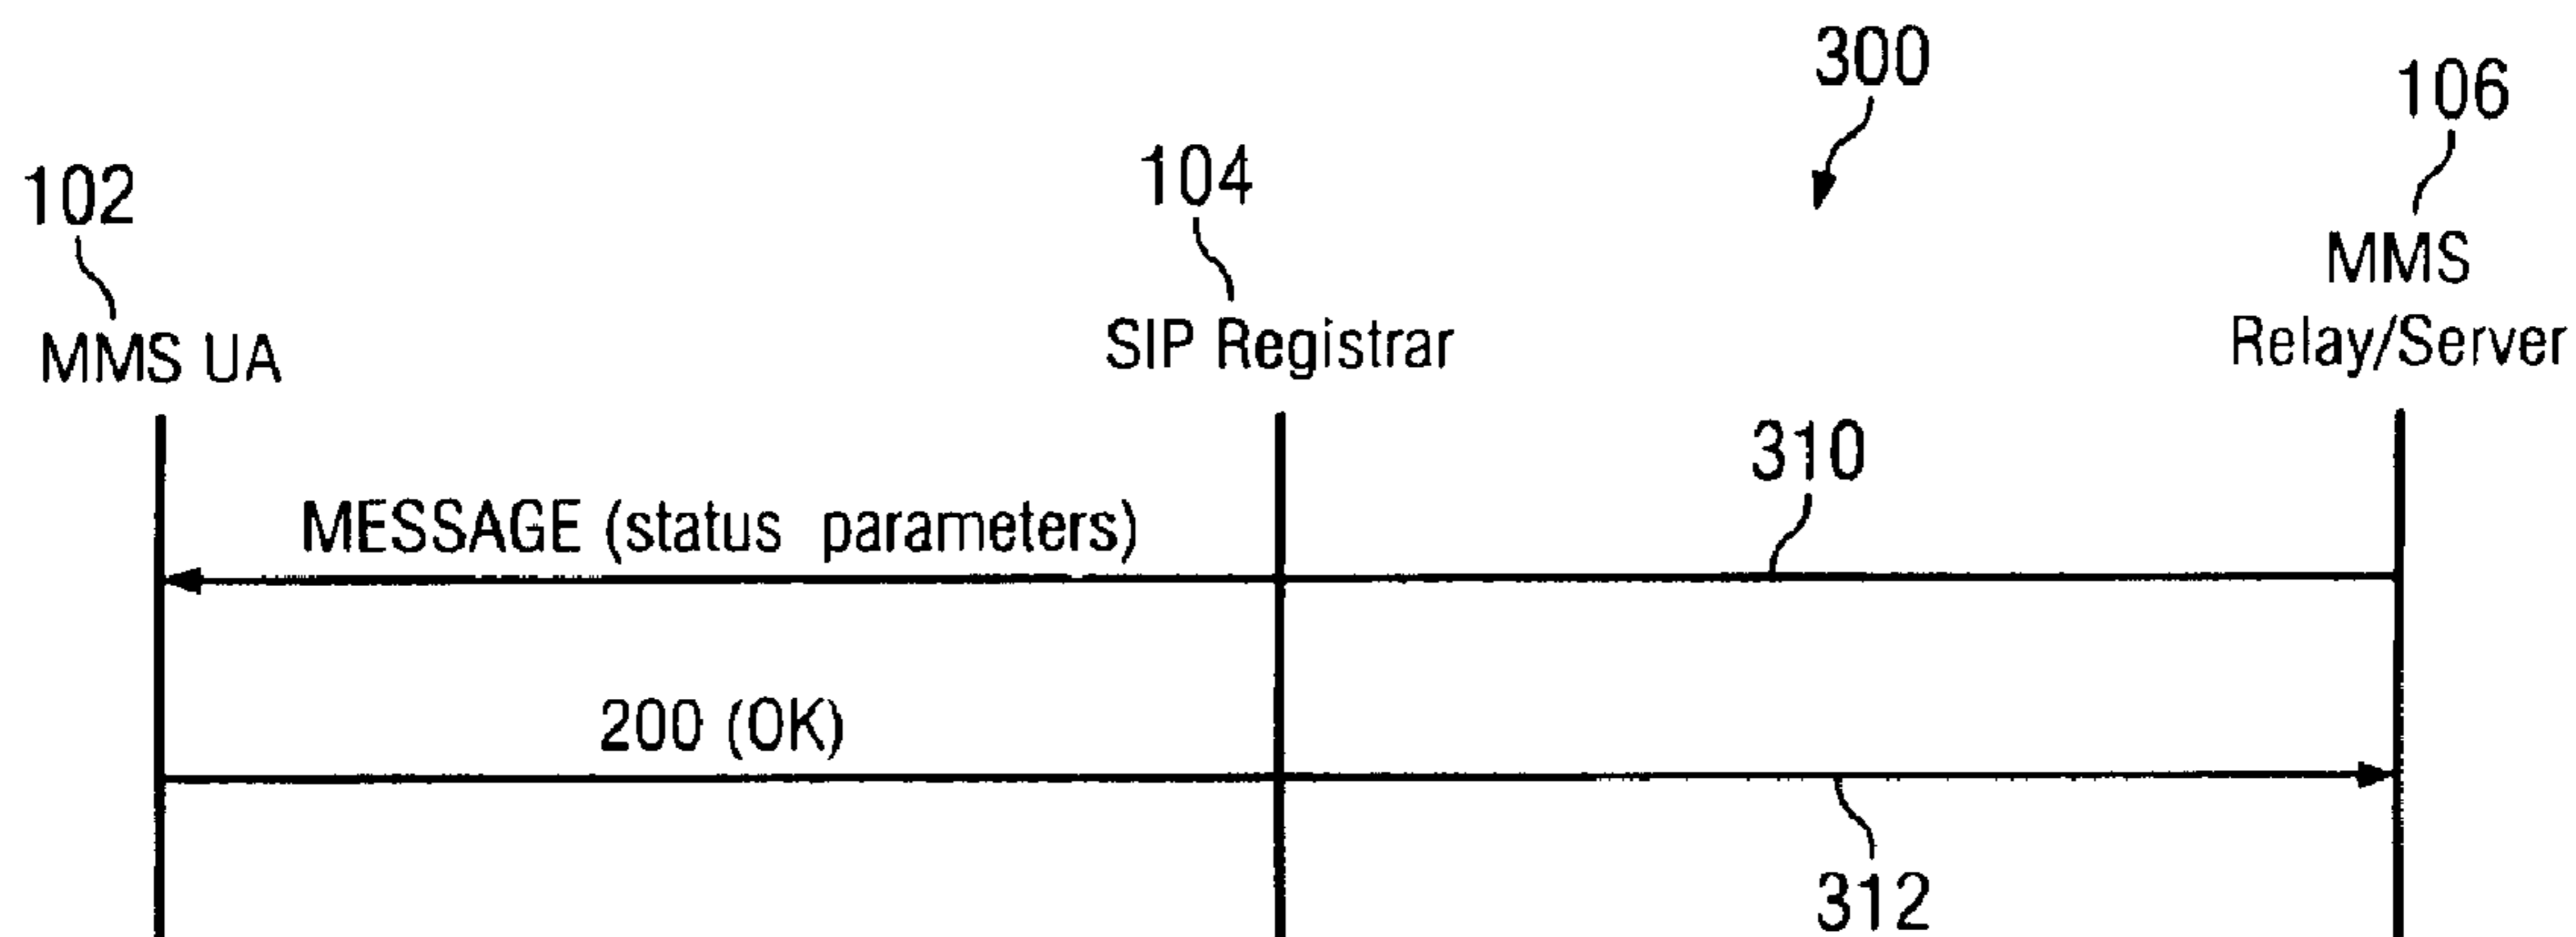 300
106
104
102
MMS
Relay/Server
SIP Registrar
MMS UA
310
MESSAGE (status parameters)
200 (OK)
312